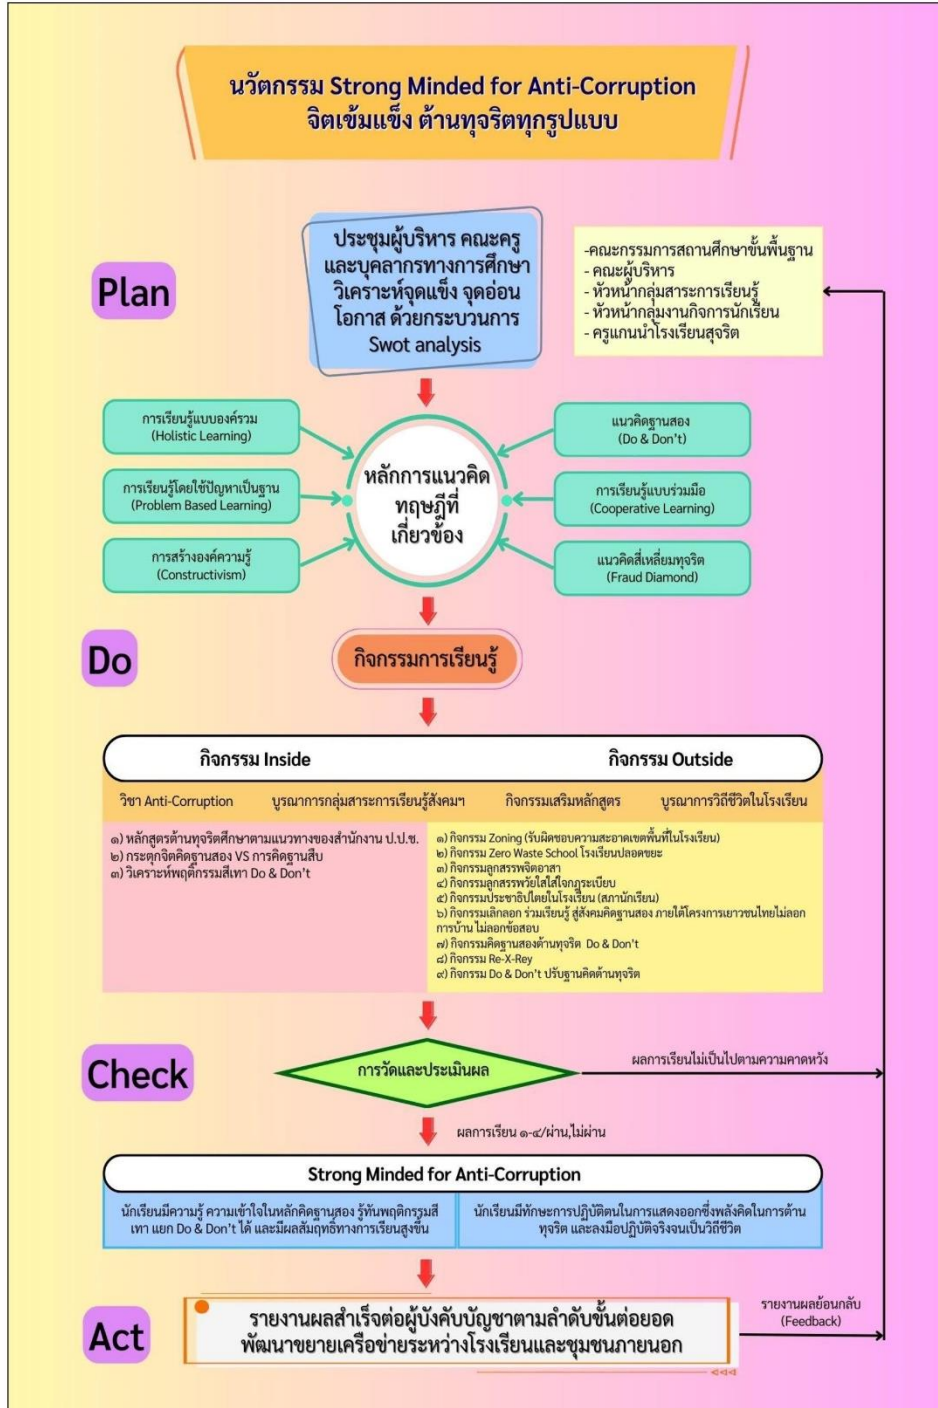 นวัตกรรม Strong Minded for Anti-Corruption
จิตเข้มแข็ง ต้านทุจริตทุกรูปแบบ
Plan
ประชุมผู้บริหาร คณะครู
และบุคลากรทางการศึกษา
วิเคราะห์จุดแข็ง จุดอ่อน
โอกาส ด้วยกระบวนการ
Swot analysis
-คณะกรรมการสถานศึกษาขั้นพื้นฐาน
- คณะผู้บริหาร
- หัวหน้ากลุ่มสาระการเรียนรู้
- หัวหน้ากลุ่มงานกิจการนักเรียน
- ครูแกนนำโรงเรียนสุจริต
การเรียนรู้แบบองค์รวม
(Holistic Learning)
การเรียนรู้โดยใช้ปัญหาเป็นฐาน
(Problem Based Learning)
การสร้างองค์ความรู้
(Constructivism)
หลักการแนวคิด
ทฤษฎีที่
เกี่ยวข้อง
แนวคิดฐานสอง
(Do & Don't)
การเรียนรู้แบบร่วมมือ
(Cooperative Learning)
แนวคิดสี่เหลี่ยมทุจริต
(Fraud Diamond)
Do
กิจกรรมการเรียนรู้
กิจกรรม Inside
กิจกรรม Outside
วิชา Anti-Corruption
บูรณาการกลุ่มสาระการเรียนรู้สังคมฯ
กิจกรรมเสริมหลักสูตร
บูรณาการวิถีชีวิตในโรงเรียน
๑) หลักสูตรต้านทุจริตศึกษาตามแนวทางของสำนักงาน ป.ป.ช.
๒) กระตุกจิตคิดฐานสอง VS การคิดฐานสิบ
๓) วิเคราะห์พฤติกรรมสีเทา Do & Don't
๑) กิจกรรม Zoning (รับผิดชอบความสะอาดเขตพื้นที่ในโรงเรียน)
๒) กิจกรรม Zero Waste School โรงเรียนปลอดขยะ
๓) กิจกรรมลูกสรรพจิตอาสา
๔) กิจกรรมลูกสรรพวัยใสใส่ใจกฎระเบียบ
๕) กิจกรรมประชาธิปไตยในโรงเรียน (สภานักเรียน)
๖) กิจกรรมเลิกลอก ร่วมเรียนรู้ สู่สังคมคิดฐานสอง ภายใต้โครงการเยาวชนไทยไม่ลอก
การบ้าน ไม่ลอกข้อสอบ
๗) กิจกรรมคิดฐานสองต้านทุจริต Do & Don't
๘) กิจกรรม Re-X-Rey
๙) กิจกรรม Do & Don't ปรับฐานคิดต้านทุจริต
Check
การวัดและประเมินผล
ผลการเรียนไม่เป็นไปตามความคาดหวัง
ผลการเรียน ๑-๔/ผ่าน,ไม่ผ่าน
Strong Minded for Anti-Corruption
นักเรียนมีความรู้ ความเข้าใจในหลักคิดฐานสอง รู้ทันพฤติกรรมสี
เทา แยก Do & Don't ได้ และมีผลสัมฤทธิ์ทางการเรียนสูงขึ้น
นักเรียนมีทักษะการปฏิบัติตนในการแสดงออกซึ่งพลังคิดในการต้าน
ทุจริต และลงมือปฏิบัติจริงจนเป็นวิถีชีวิต
Act
รายงานผลสำเร็จต่อผู้บังคับบัญชาตามลำดับขั้นต่อยอด
พัฒนาขยายเครือข่ายระหว่างโรงเรียนและชุมชนภายนอก
รายงานผลย้อนกลับ
(Feedback)